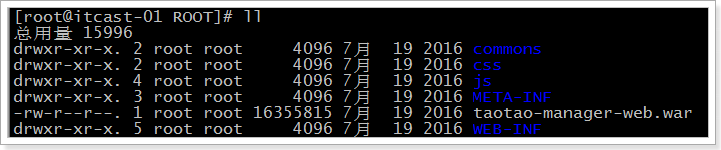 [root@itcast-01 ROOT]# ll
总用量 15996
drwxr-xr-x. 2 root root     4096 7月  19 2016 commons
drwxr-xr-x. 2 root root     4096 7月  19 2016 css
drwxr-xr-x. 4 root root     4096 7月  19 2016 js
drwxr-xr-x. 3 root root     4096 7月  19 2016 META-INF
-rw-r--r--. 1 root root 16355815 7月  19 2016 taotao-manager-web.war
drwxr-xr-x. 5 root root     4096 7月  19 2016 WEB-INF